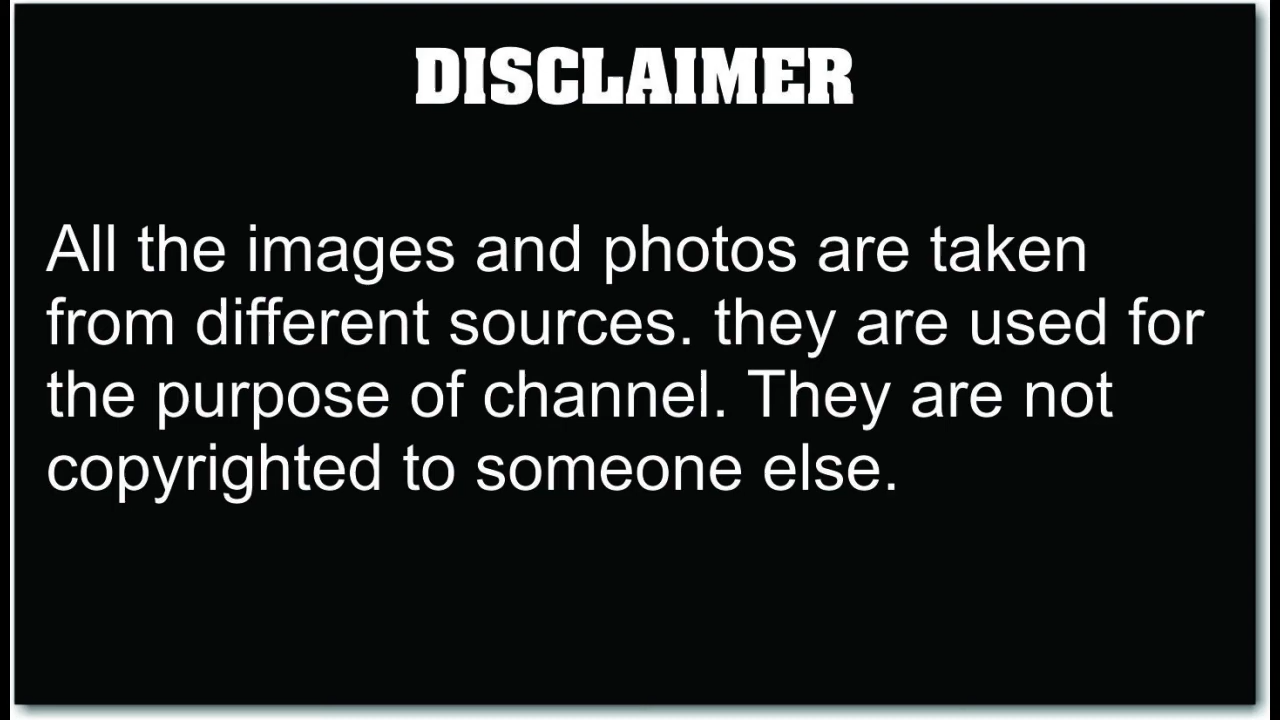 DISCLAIMER
All the images and photos are taken
from different sources. they are used for
the purpose of channel. They are not
copyrighted to someone else.